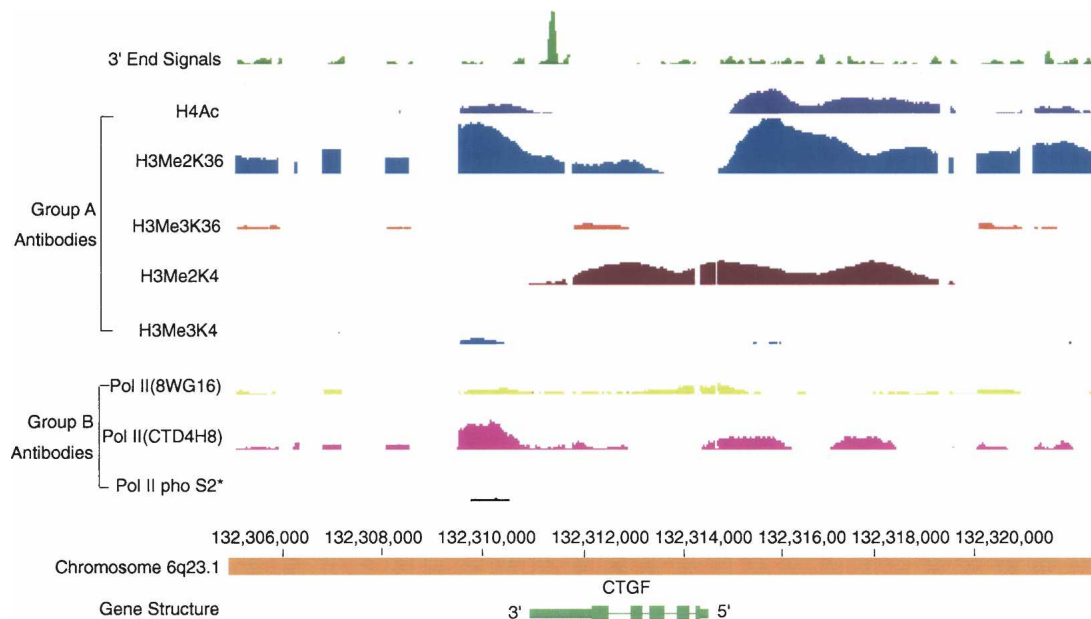 3' End Signals
H4Ac
H3Me2K36
Group A
Antibodies
H3Me3K36
H3Me2K4
H3Me3K4
Pol II(8WG16)
Group B
Antibodies
Pol II(CTD4H8)
Pol II pho S2*
132,306,000 132,308,000 132,310,000 132,312,000 132,314,000 132,316,00 132,318,000 132,320,000
Chromosome 6q23.1
CTGF
Gene Structure 3' 5'